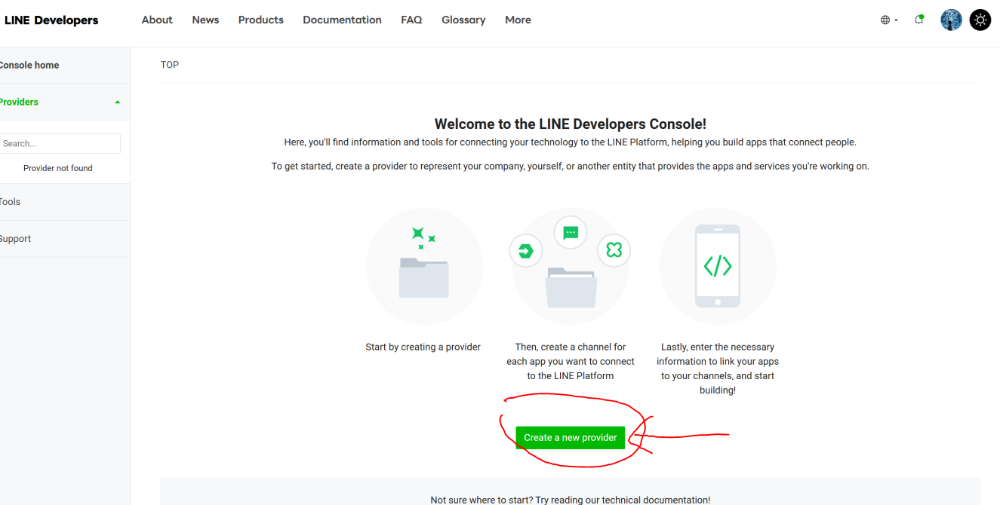 LINE Developers
About News Products Documentation FAQ Glossary More
Console home
Providers
Search...
Provider not found
Tools
Support
TOP
Welcome to the LINE Developers Console!
Here, you'll find information and tools for connecting your technology to the LINE Platform, helping you build apps that connect people.
To get started, create a provider to represent your company, yourself, or another entity that provides the apps and services you're working on.
Start by creating a provider
Then, create a channel for
each app you want to connect
to the LINE Platform
Lastly, enter the necessary
information to link your apps
to your channels, and start
building!
Create a new provider
Not sure where to start? Try reading our technical documentation!